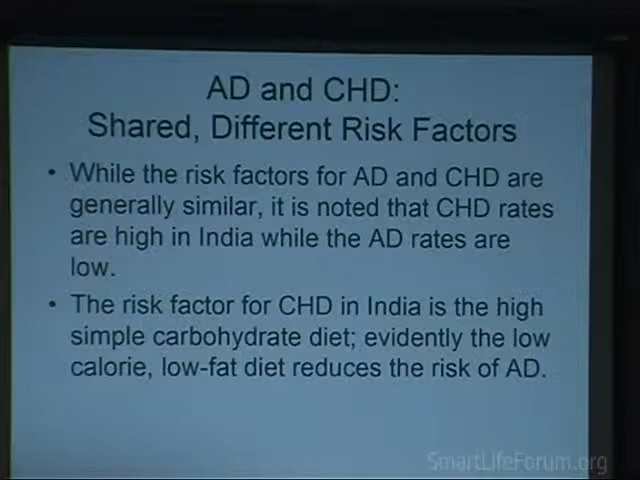 AD and CHD:
Shared, Different Risk Factors
• While the risk factors for AD and CHD are
generally similar, it is noted that CHD rates
are high in India while the AD rates are
low.
• The risk factor for CHD in India is the high
simple carbohydrate diet; evidently the low
calorie, low-fat diet reduces the risk of AD.
SmartLifeForum.org